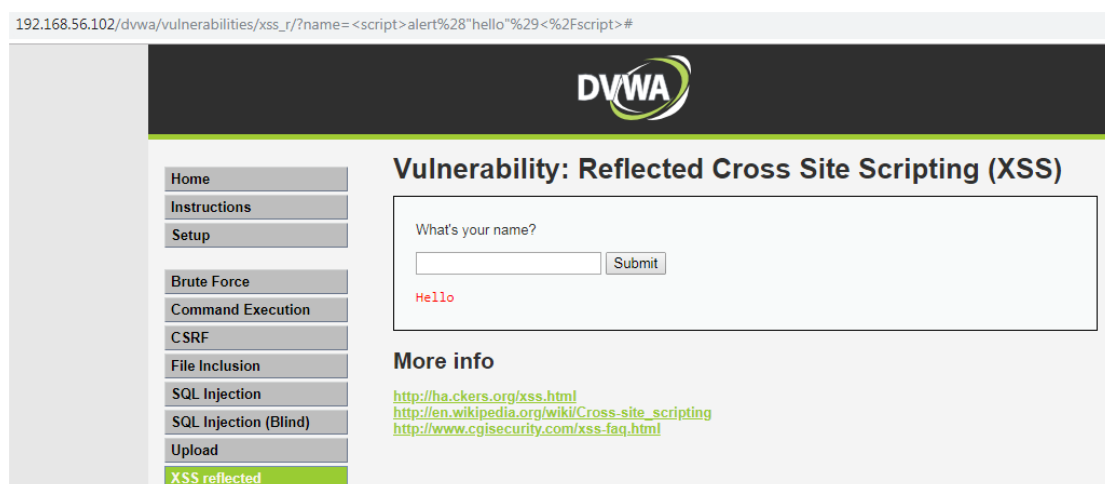 192.168.56.102/dvwa/vulnerabilities/xss_r/?name=<script>alert%28"hello"%29<%2Fscript>#
DVWA
Home
Instructions
Setup
Brute Force
Command Execution
CSRF
File Inclusion
SQL Injection
SQL Injection (Blind)
Upload
XSS reflected
Vulnerability: Reflected Cross Site Scripting (XSS)
What's your name?
Submit
Hello
More info
http://ha.ckers.org/xss.html
http://en.wikipedia.org/wiki/Cross-site_scripting
http://www.cgisecurity.com/xss-faq.html